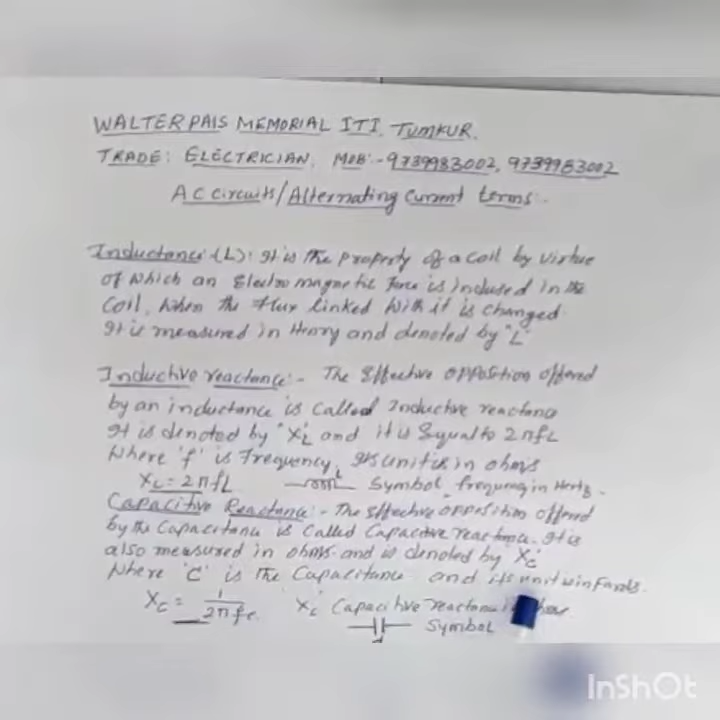 WALTER PAIS MEMORIAL ITI, TUMKUR.
TRADE: ELECTRICIAN, MOB:- 9739983002, 9739983002
AC circuits/Alternating Current terms:-
Inductance (L): It is the property of a coil by virtue
of which an Electro magnetic Force is induced in the
Coil, when the flux linked with it is changed.
It is measured in Henry and denoted by "L"
Inductive reactance:- The Effective opposition offered
by an inductance is called Inductive reactance
It is denoted by "XL' and it is Equal to 2πfL
Where 'f' is frequency, its unit is in ohms
XL = 2πfL L Symbol frequency in Hertz.
Capacitive Reactance:- The effective opposition offered
by the Capacitance is called Capacitive reactance. It is
also measured in ohms and is denoted by 'Xc'
Where 'C' is the Capacitance and its unit is in Farads.
Xc = 1/2πfc 'Xc' Capacitive reactance in
Symbol
InShOt